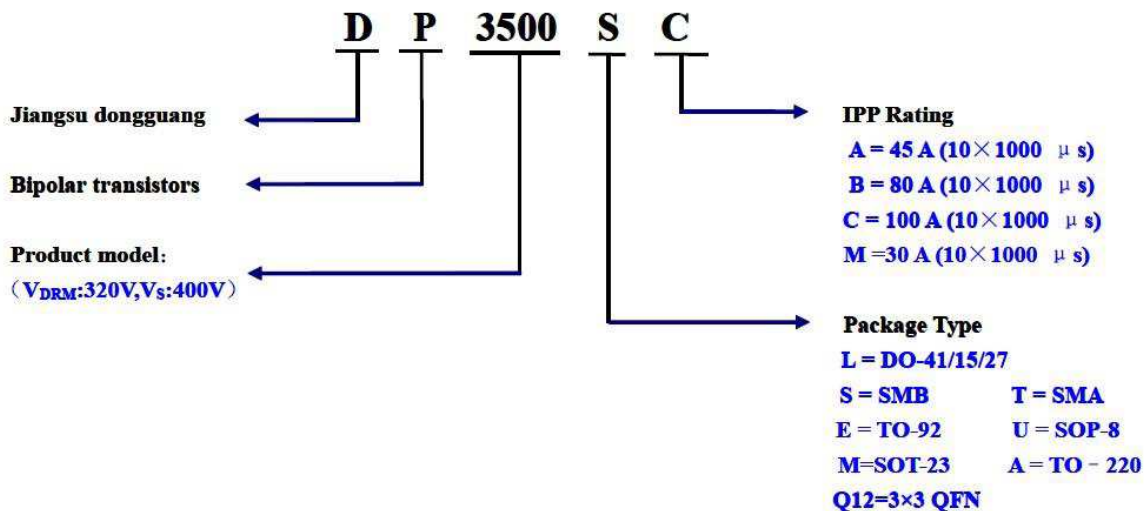 D P 3500 S C
Jiangsu dongguang
Bipolar transistors
Product model:
(VDRM:320V,VS:400V)
IPP Rating
A = 45 A (10×1000 μ s)
B = 80 A (10×1000 μ s)
C = 100 A (10×1000 μ s)
M =30 A (10×1000 μ s)
Package Type
L = DO-41/15/27
S = SMB T = SMA
E = TO-92 U = SOP-8
M=SOT-23 A = TO - 220
Q12=3×3 QFN